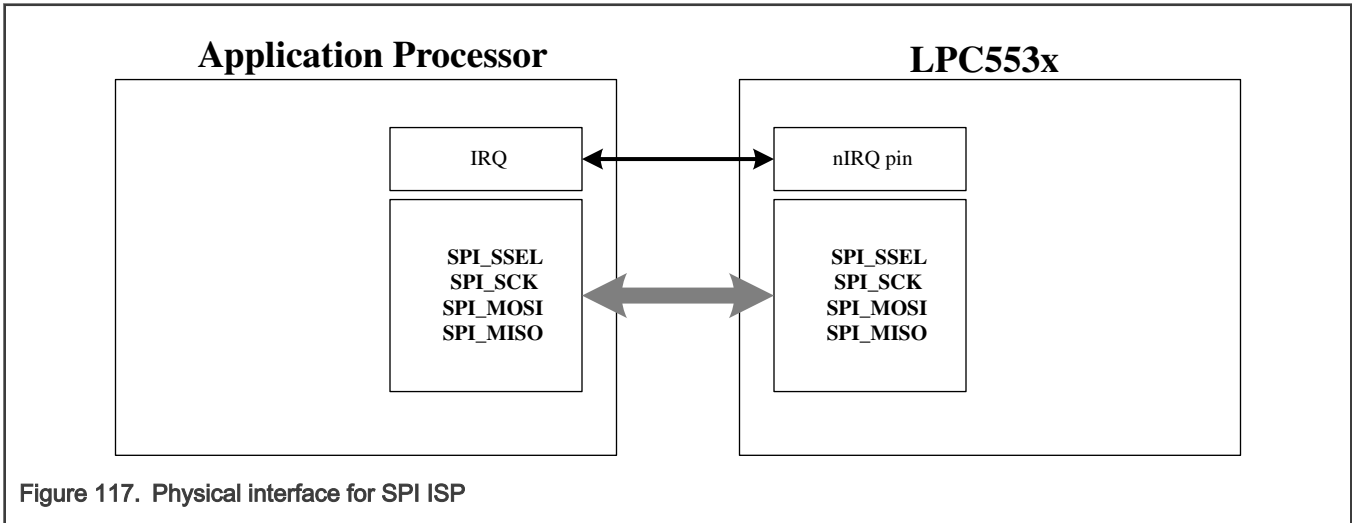 Application Processor
LPC553x
IRQ
nIRQ pin
SPI_SSEL
SPI_SCK
SPI_MOSI
SPI_MISO
SPI_SSEL
SPI_SCK
SPI_MOSI
SPI_MISO
Figure 117. Physical interface for SPI ISP